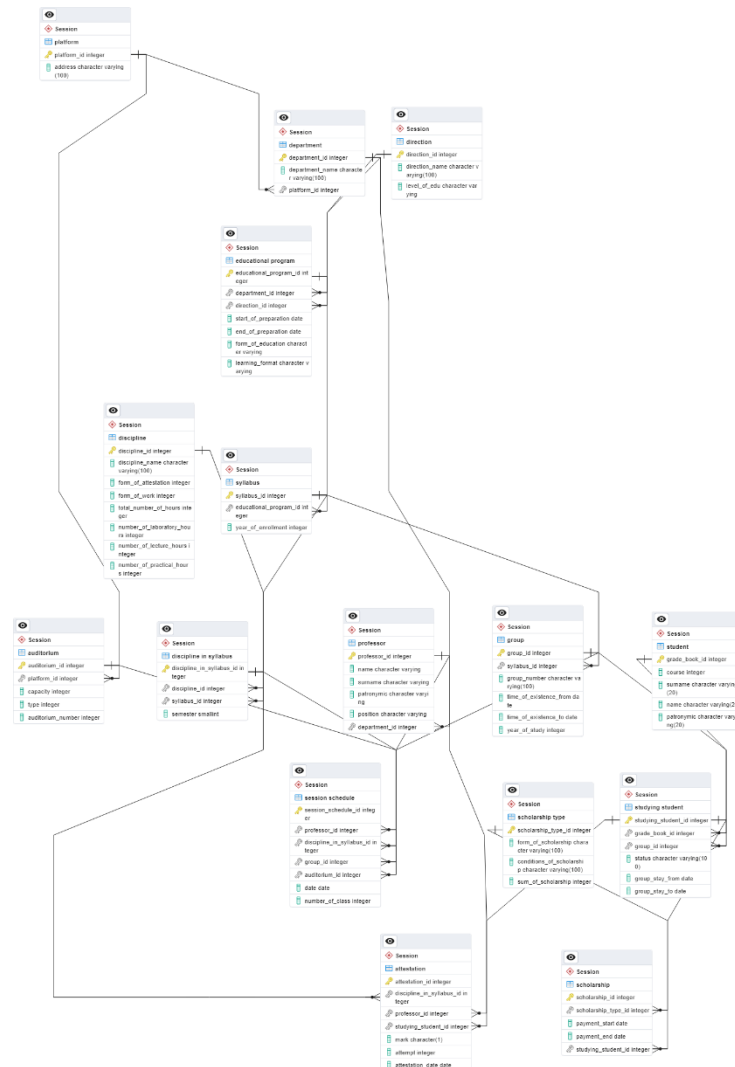 Session
platform
platform_id integer
address character varying
(100)
Session
department
department_id integer
department_name characte
r varying(100)
platform_id integer
Session
direction
direction_id integer
direction_name character v
arying(100)
level_of_edu character var
ying
Session
educational program
educational_program_id int
eger
department_id integer
direction_id integer
start_of_preparation date
end_of_preparation date
form_of_education charact
er varying
learning_format character v
arying
Session
discipline
discipline_id integer
discipline_name character
varying(100)
form_of_attestation integer
form_of_work integer
total_number_of_hours inte
ger
number_of_laboratory_hou
rs integer
number_of_lecture_hours i
nteger
number_of_practical_hour
s integer
Session
syllabus
syllabus_id integer
educational_program_id int
eger
year_of_enrollment integer
Session
auditorium
auditorium_id integer
platform_id integer
capacity integer
type integer
auditorium_number integer
Session
discipline in syllabus
discipline_in_syllabus_id in
teger
discipline_id integer
syllabus_id integer
semester smallint
Session
professor
professor_id integer
name character varying
surname character varying
patronymic character varyi
ng
position character varying
department_id integer
Session
group
group_id integer
syllabus_id integer
group_number character va
rying(100)
time_of_existence_from da
te
time_of_existence_to date
year_of_study integer
Session
student
grade_book_id integer
course integer
surname character varying
(20)
name character varying(2
patronymic character vary
ng(20)
Session
session schedule
session_schedule_id integ
er
professor_id integer
discipline_in_syllabus_id in
teger
group_id integer
auditorium_id integer
date date
number_of_class integer
Session
scholarship type
scholarship_type_id integer
form_of_scholarship chara
cter varying(100)
conditions_of_scholarshi
p character varying(100)
sum_of_scholarship integer
Session
studying student
studying_student_id integer
grade_book_id integer
group_id integer
status character varying(10
0)
group_stay_from date
group_stay_to date
Session
attestation
attestation_id integer
discipline_in_syllabus_id in
teger
professor_id integer
studying_student_id integer
mark character(1)
attempt integer
attestation_date date
Session
scholarship
scholarship_id integer
scholarship_type_id integer
payment_start date
payment_end date
studying_student_id integer